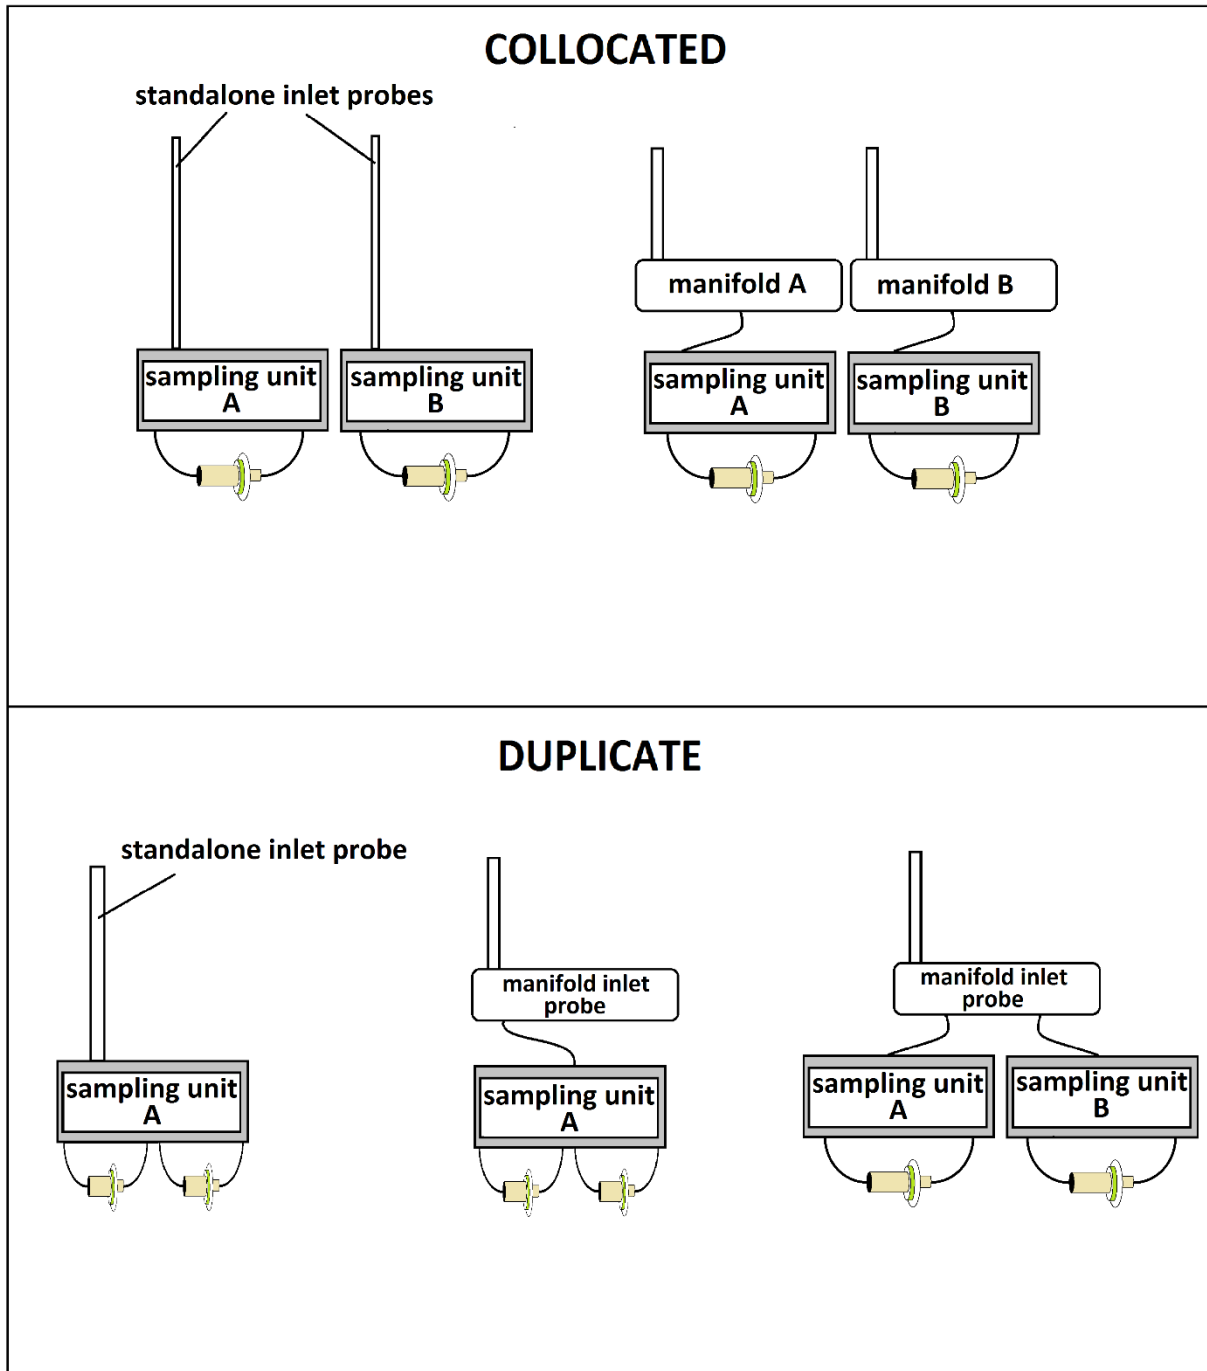 COLLOCATED
standalone inlet probes
manifold A
manifold B
sampling unit
A
sampling unit
B
sampling unit
A
sampling unit
B
DUPLICATE
standalone inlet probe
manifold inlet
probe
manifold inlet
probe
sampling unit
A
sampling unit
A
sampling unit
A
sampling unit
B